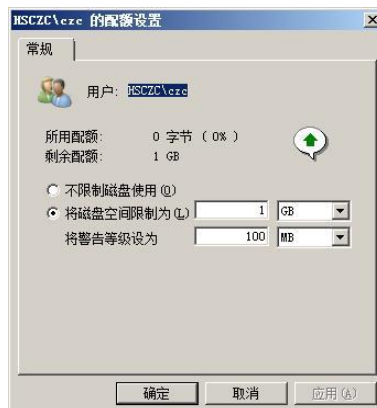 HSCZC\czc 的配额设置
常规
用户: HSCZC\czc
所用配额: 0 字节 ( 0% )
剩余配额: 1 GB
不限制磁盘使用(O)
将磁盘空间限制为(L) 1 GB
将警告等级设为 100 MB
确定 取消 应用(A)